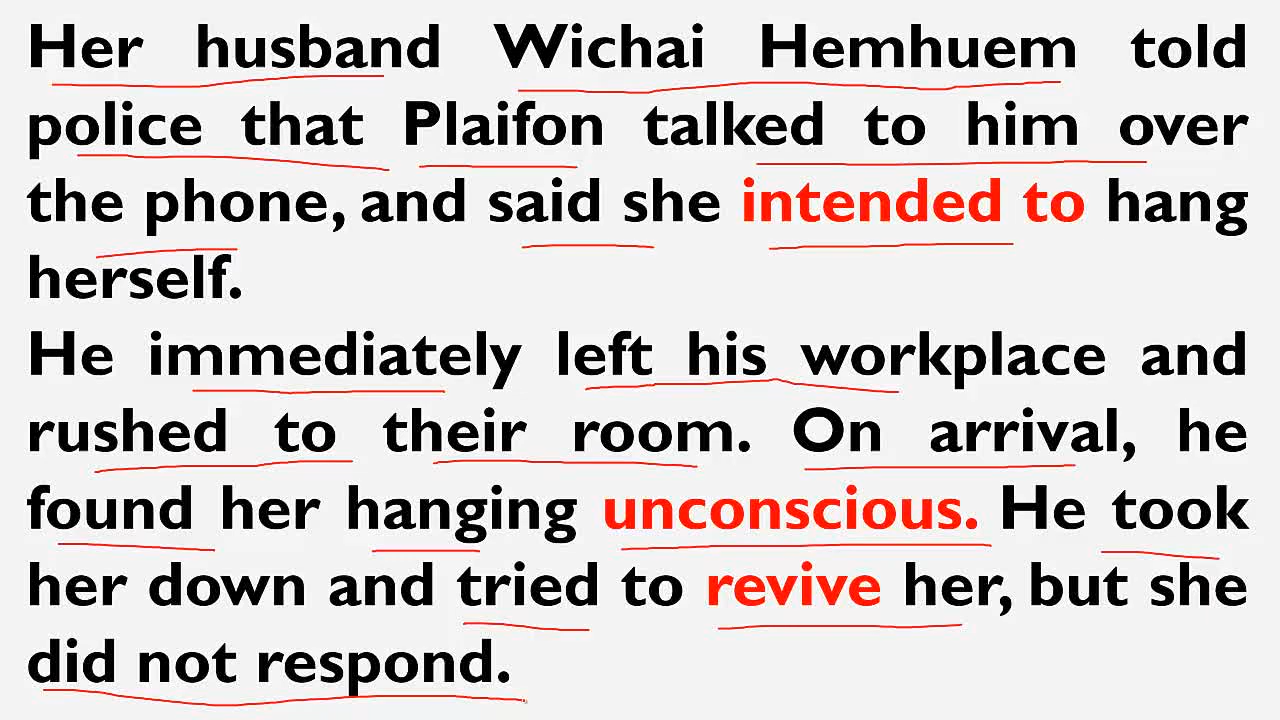 Her husband Wichai Hemhuem told
police that Plaifon talked to him over
the phone, and said she intended to hang
herself.
He immediately left his workplace and
rushed to their room. On arrival, he
found her hanging unconscious. He took
her down and tried to revive her, but she
did not respond.